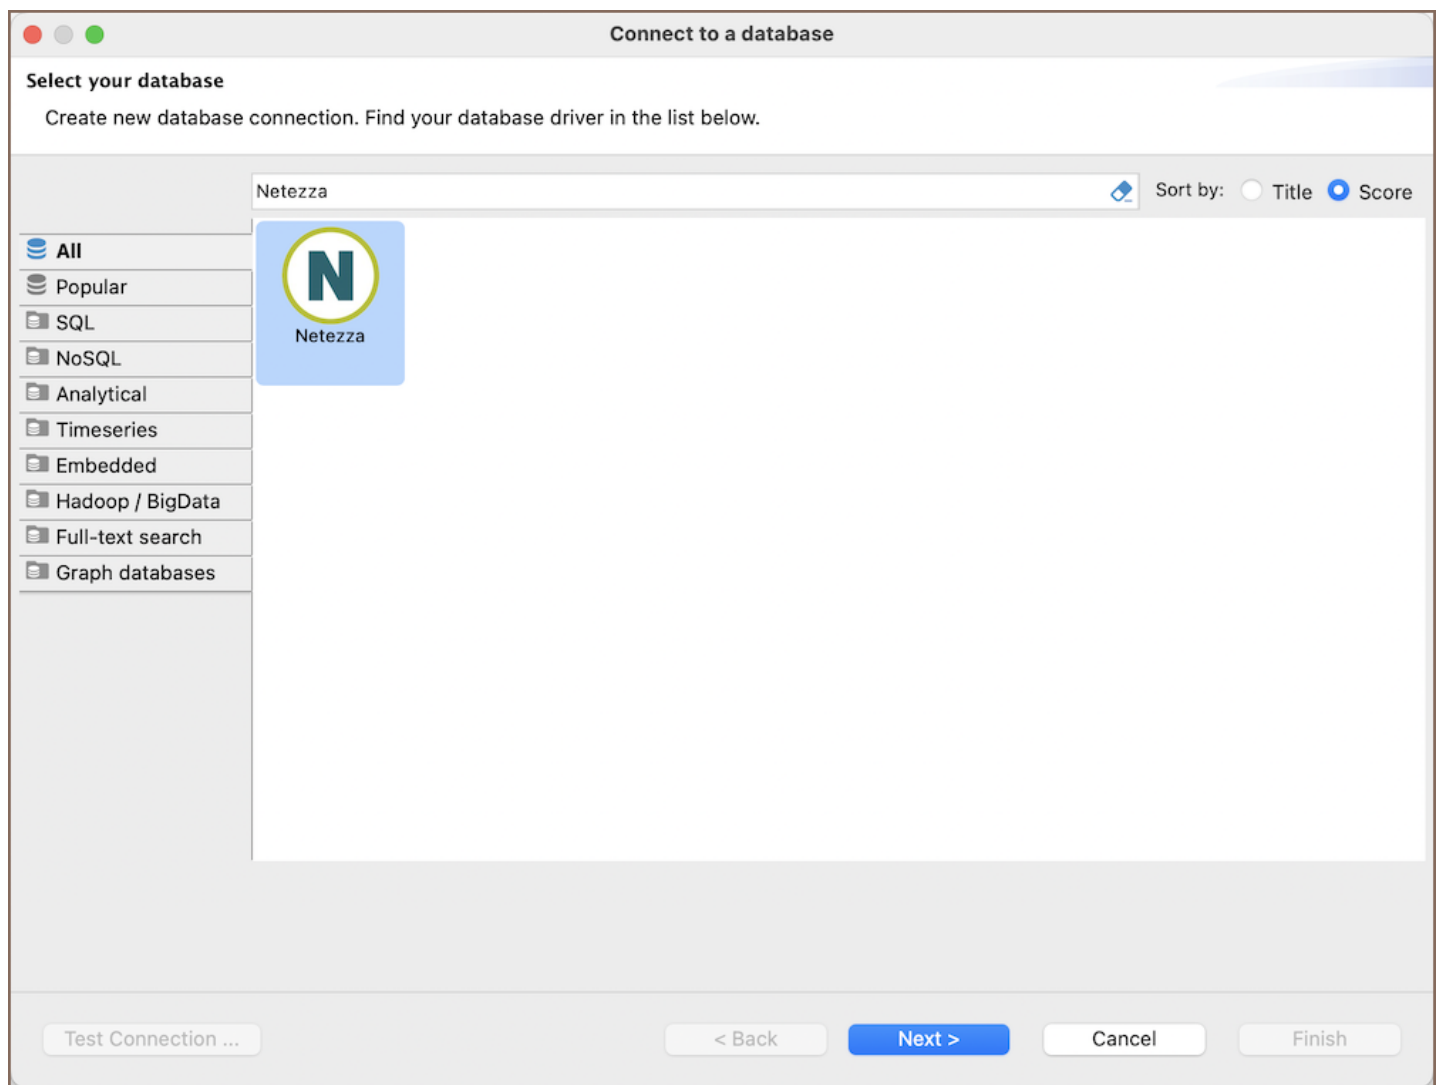 Connect to a database
Select your database
Create new database connection. Find your database driver in the list below.
Netezza
Sort by: Title Score
All
Popular
SQL
NoSQL
Analytical
Timeseries
Embedded
Hadoop / BigData
Full-text search
Graph databases
N
Netezza
Test Connection ... < Back Next > Cancel Finish